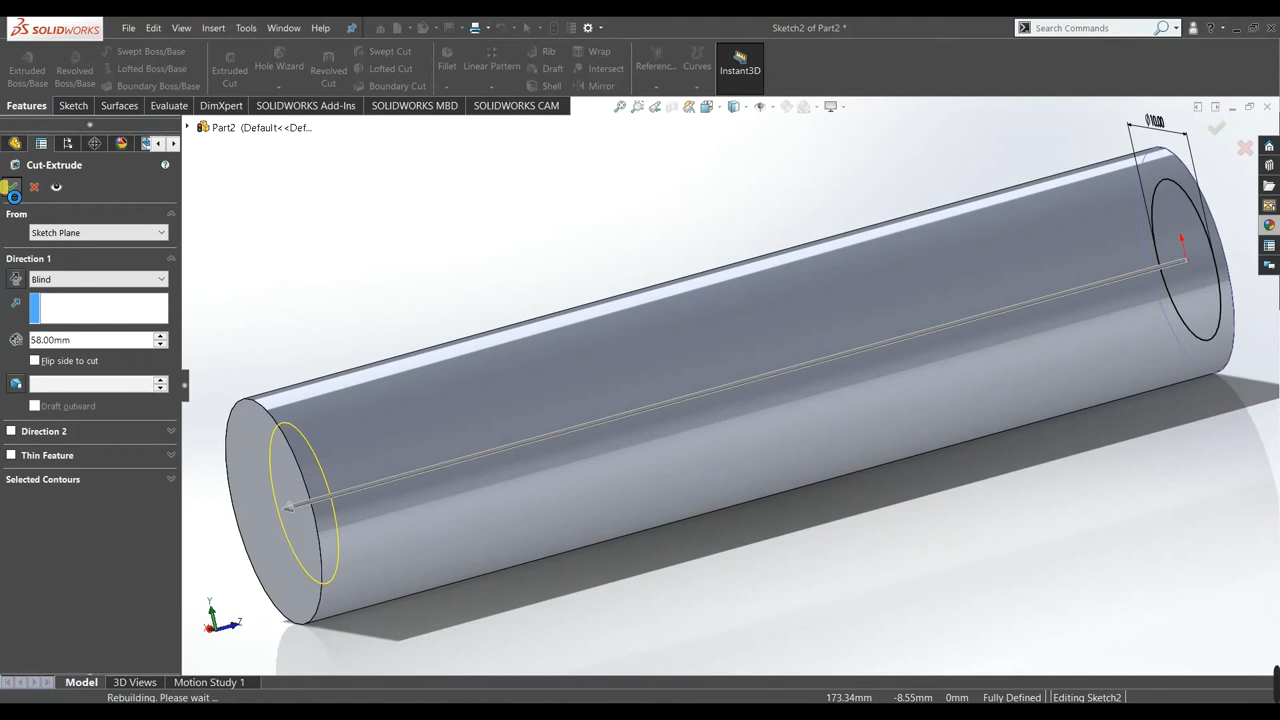 SOLIDWORKS File Edit View Insert Tools Window Help Sketch2 of Part2 * Search Commands ?
Extruded Boss/Base Revolved Boss/Base Swept Boss/Base Lofted Boss/Base Boundary Boss/Base Extruded Cut Hole Wizard Revolved Cut Swept Cut Lofted Cut Boundary Cut Fillet Linear Pattern Rib Draft Shell Wrap Intersect Mirror Referenc... Curves Instant3D
Features Sketch Surfaces Evaluate DimXpert SOLIDWORKS Add-Ins SOLIDWORKS MBD SOLIDWORKS CAM
Part2 (Default<<Def...
Cut-Extrude
From
Sketch Plane
Direction 1
Blind
58.00mm
Flip side to cut
Draft outward
Direction 2
Thin Feature
Selected Contours
Y
Z
Model 3D Views Motion Study 1
Rebuilding. Please wait ... 173.34mm -8.55mm 0mm Fully Defined Editing Sketch2